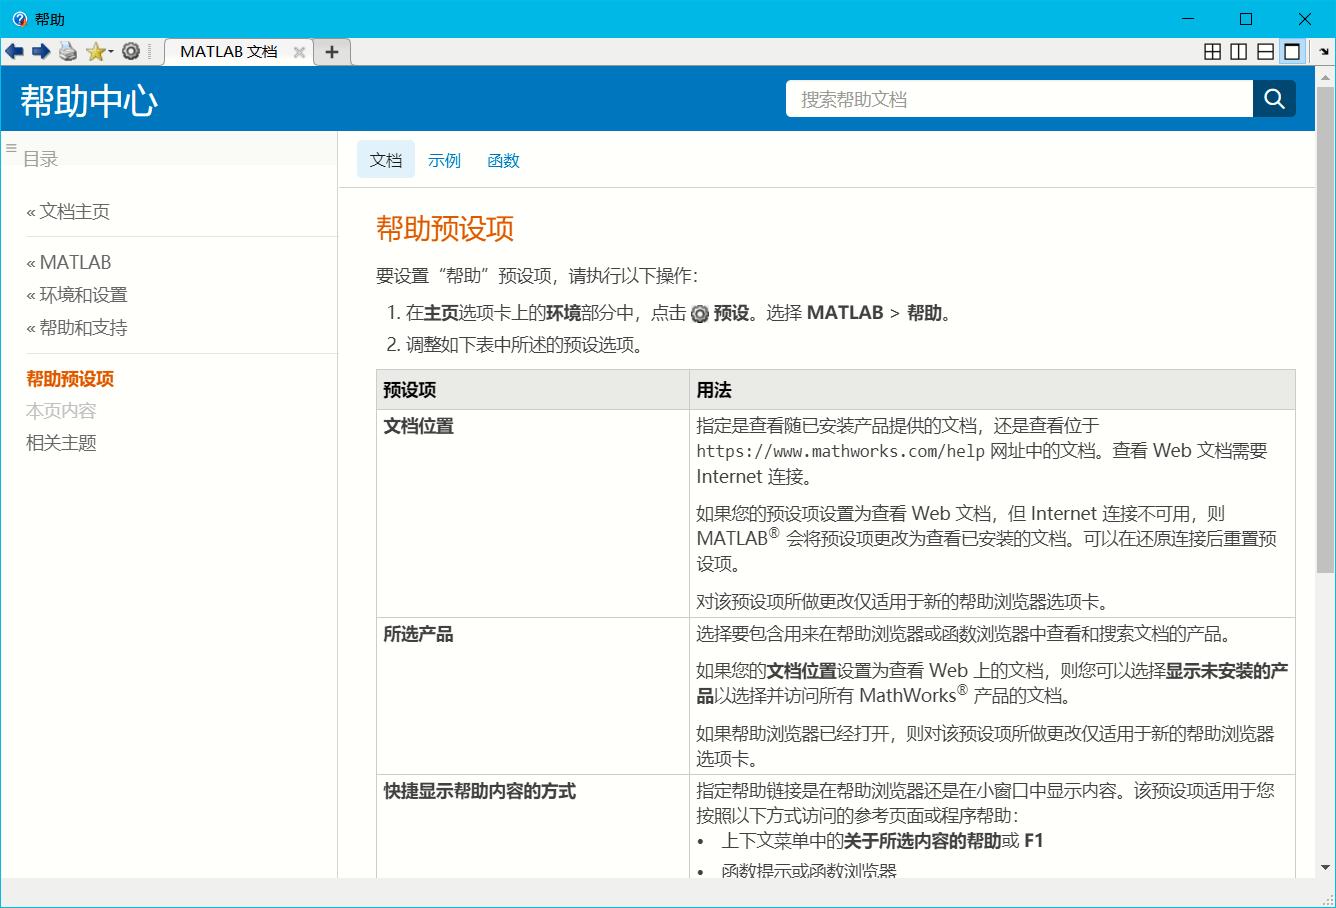 帮助
MATLAB 文档
帮助中心
搜索帮助文档
目录
« 文档主页
« MATLAB
« 环境和设置
« 帮助和支持
帮助预设项
本页内容
相关主题
文档 示例 函数
帮助预设项
要设置“帮助”预设项，请执行以下操作：
1. 在主页选项卡上的环境部分中，点击 预设。选择 MATLAB > 帮助。
2. 调整如下表中所述的预设选项。
预设项 用法
文档位置
指定是查看随已安装产品提供的文档，还是查看位于
https://www.mathworks.com/help 网址中的文档。查看 Web 文档需要
Internet 连接。
如果您的预设项设置为查看 Web 文档，但 Internet 连接不可用，则
MATLAB® 会将预设项更改为查看已安装的文档。可以在还原连接后重置预
设项。
对该预设项所做更改仅适用于新的帮助浏览器选项卡。
所选产品
选择要包含用来在帮助浏览器或函数浏览器中查看和搜索文档的产品。
如果您的文档位置设置为查看 Web 上的文档，则您可以选择显示未安装的产
品以选择并访问所有 MathWorks® 产品的文档。
如果帮助浏览器已经打开，则对该预设项所做更改仅适用于新的帮助浏览器
选项卡。
快捷显示帮助内容的方式
指定帮助链接是在帮助浏览器还是在小窗口中显示内容。该预设项适用于您
按照以下方式访问的参考页面或程序帮助：
• 上下文菜单中的关于所选内容的帮助或 F1
• 函数提示或函数浏览器